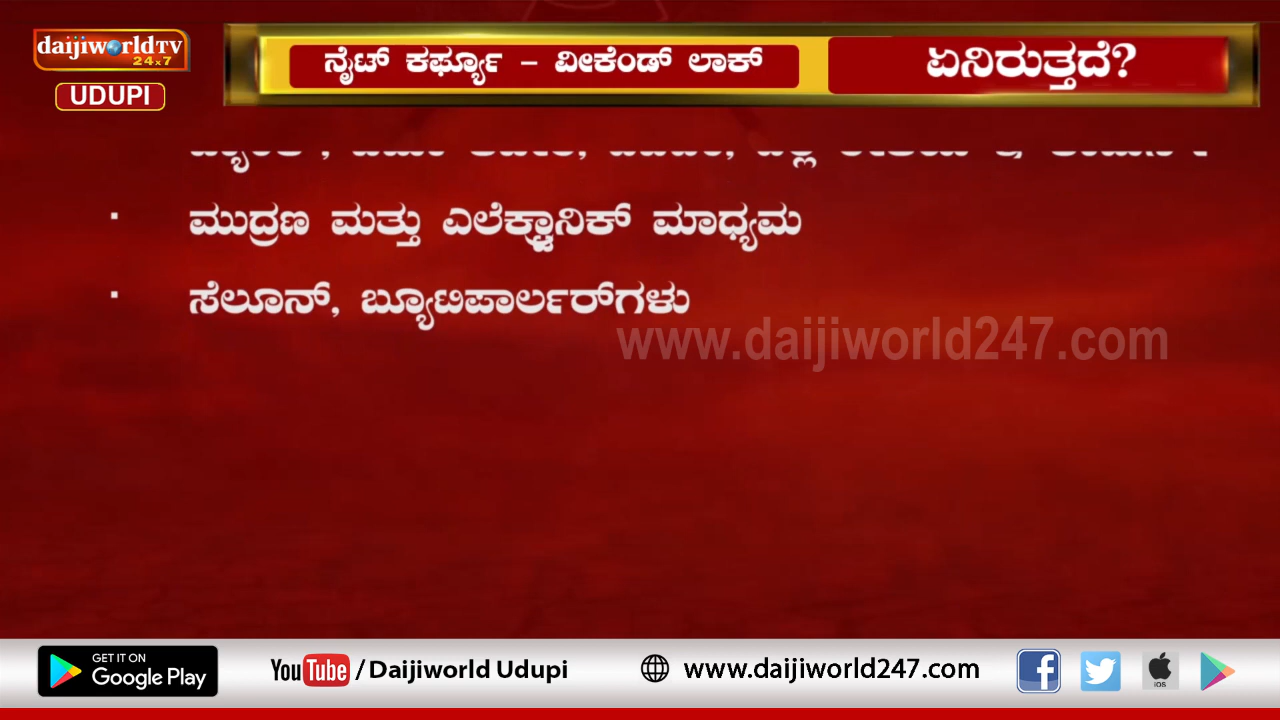 daijiworldTV
24x7
UDUPI
ನೈಟ್ ಕರ್ಫ್ಯೂ – ವೀಕೆಂಡ್ ಲಾಕ್
ಏನಿರುತ್ತದೆ?
· ಮುದ್ರಣ ಮತ್ತು ಎಲೆಕ್ಟ್ರಾನಿಕ್ ಮಾಧ್ಯಮ
· ಸೆಲೂನ್, ಬ್ಯೂಟಿಪಾರ್ಲರ್‌ಗಳು
www.daijiworld247.com
GET IT ON
Google Play
YouTube /Daijiworld Udupi
www.daijiworld247.com
iOS